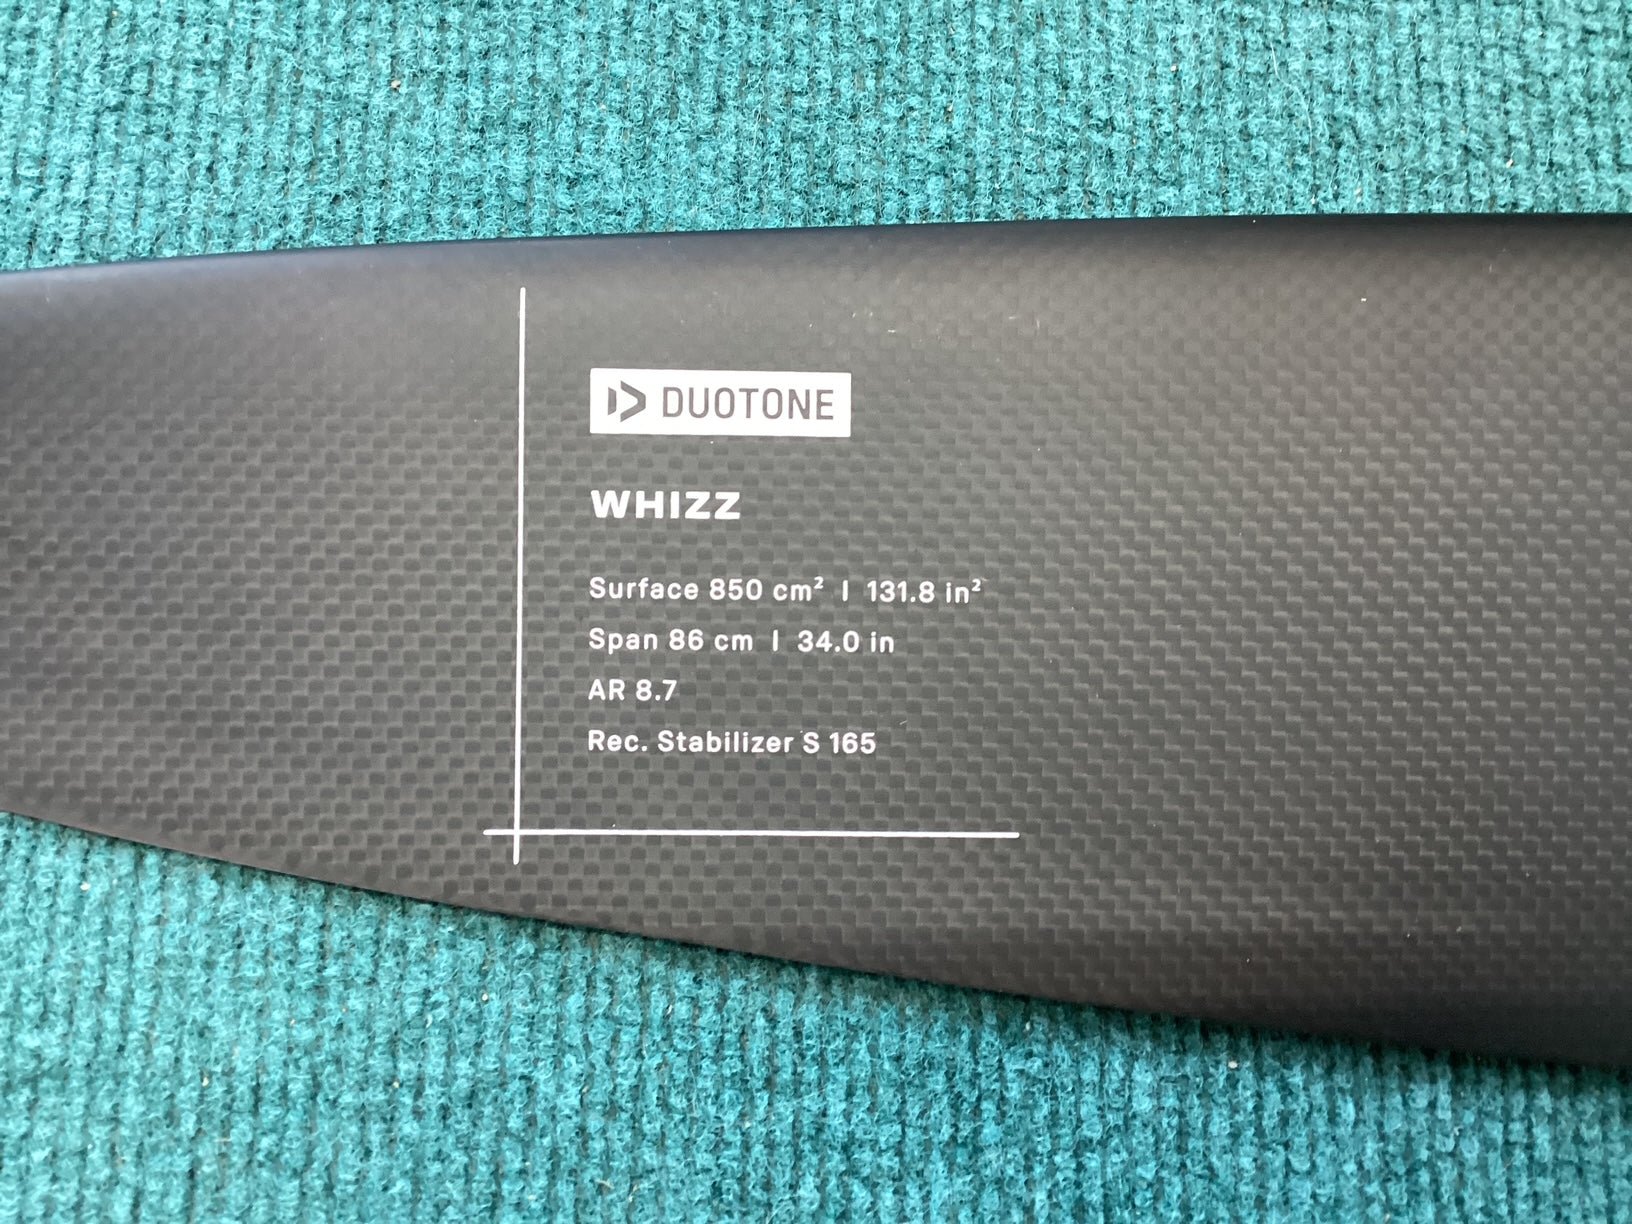 DUOTONE
WHIZZ
Surface 850 cm² | 131.8 in²
Span 86 cm | 34.0 in
AR 8.7
Rec. Stabilizer S 165